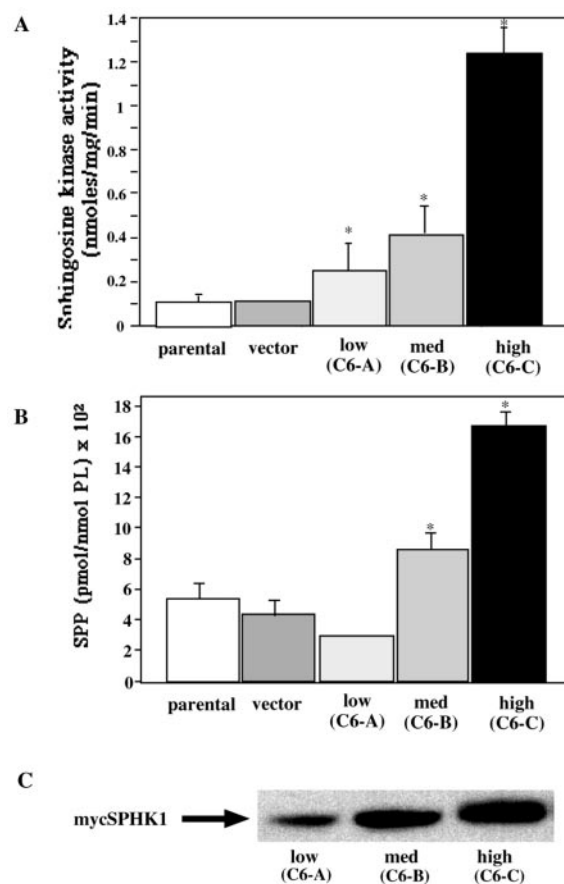 A
Sphingosine kinase activity
(nmoles/mg/min)
1.4
1.2
1
0.8
0.6
0.4
0.2
0
*
*
*
parental vector low med high
(C6-A) (C6-B) (C6-C)
B
SPP (pmol/nmol PL) x 10²
18
16
14
12
10
8
6
4
2
0
*
*
parental vector low med high
(C6-A) (C6-B) (C6-C)
C
mycSPHK1
low med high
(C6-A) (C6-B) (C6-C)